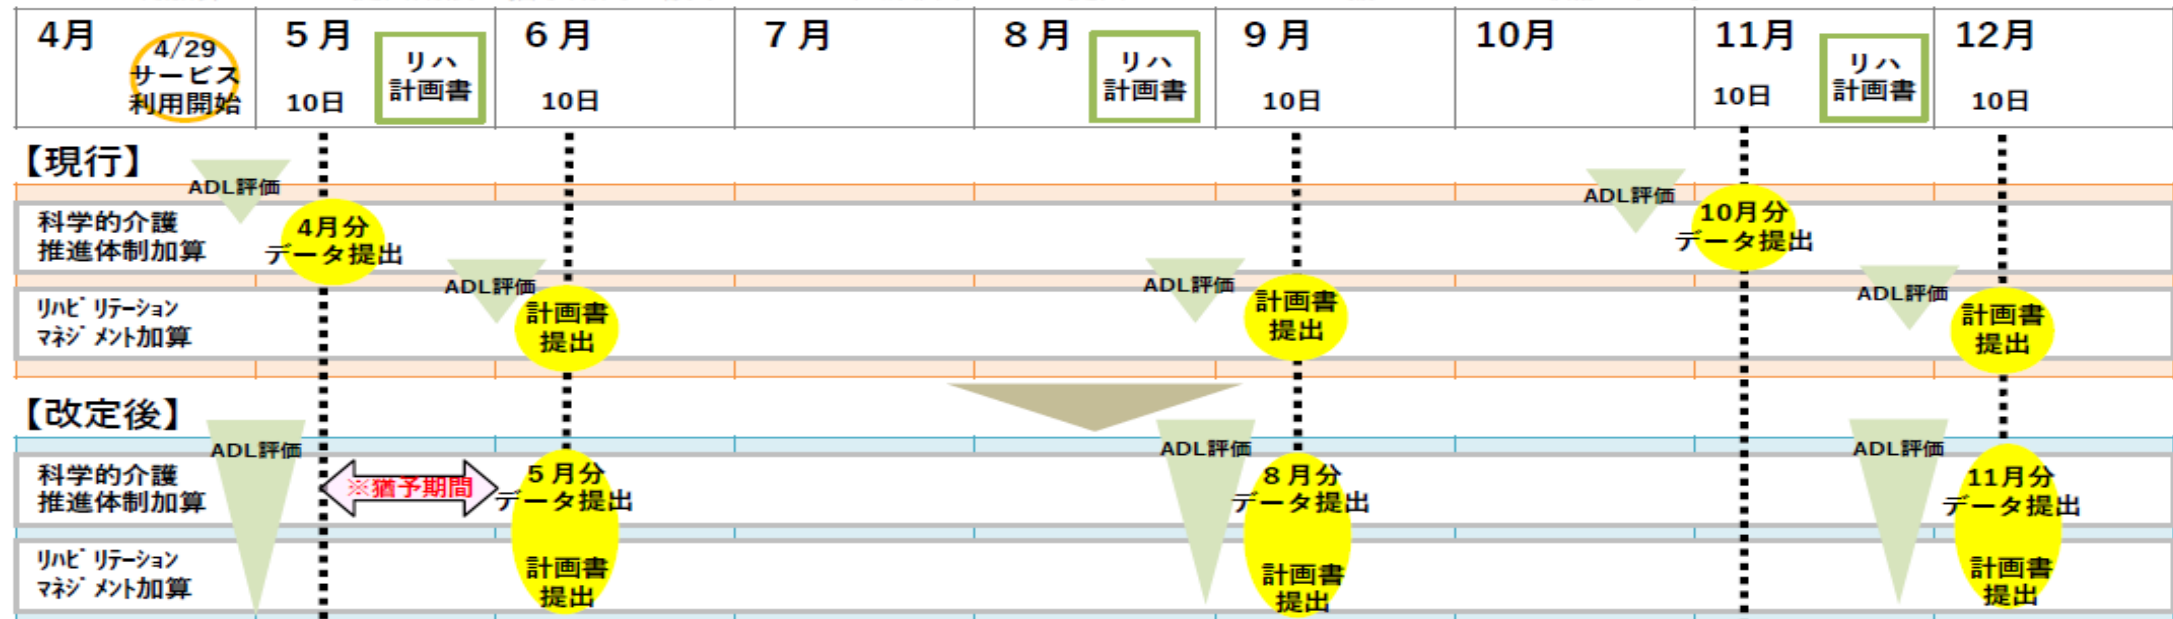 4月
4/29
サービス
利用開始
５月
10日
リハ
計画書
６月
10日
７月
８月
リハ
計画書
９月
10日
10月
11月
10日
リハ
計画書
12月
10日
【現行】
ADL評価
ADL評価
科学的介護
推進体制加算
4月分
データ提出
10月分
データ提出
ADL評価
ADL評価
ADL評価
ﾘﾊﾋﾞﾘﾃｰｼｮﾝ
ﾏﾈｼﾞﾒﾝﾄ加算
計画書
提出
計画書
提出
計画書
提出
【改定後】
ADL評価
ADL評価
ADL評価
科学的介護
推進体制加算
※猶予期間
５月分
データ提出
８月分
データ提出
11月分
データ提出
ﾘﾊﾋﾞﾘﾃｰｼｮﾝ
ﾏﾈｼﾞﾒﾝﾄ加算
計画書
提出
計画書
提出
計画書
提出